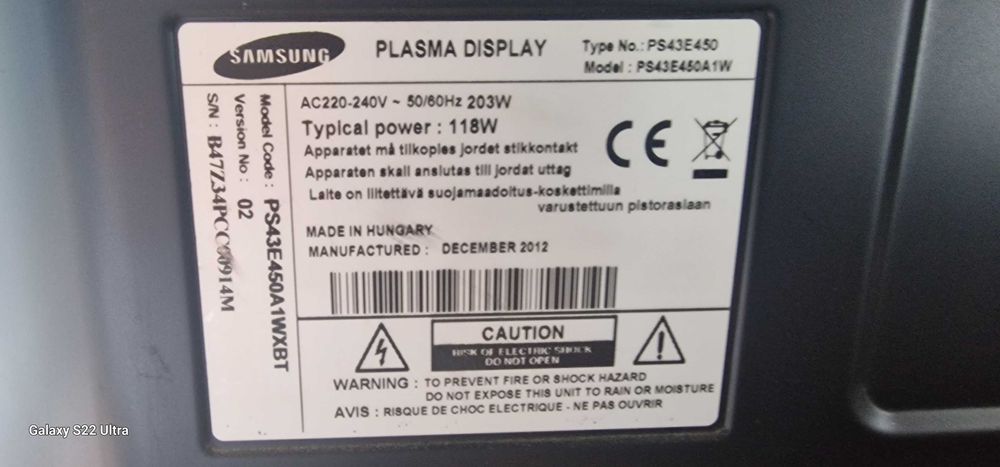 SAMSUNG
PLASMA DISPLAY
Type No.: PS43E450
Model : PS43E450A1W
AC220-240V ~ 50/60Hz 203W
Typical power : 118W
Apparatet må tilkoples jordet stikkontakt
Apparaten skall anslutas till jordat uttag
Laite on liitettävä suojamaadoitus-koskettimilla
varustettuun pistorasiaan
MADE IN HUNGARY
MANUFACTURED : DECEMBER 2012
Model Code : PS43E450A1WXBT
Version No : 02
S/N :
CAUTION
RISK OF ELECTRIC SHOCK
DO NOT OPEN
WARNING : TO PREVENT FIRE OR SHOCK HAZARD
DO NOT EXPOSE THIS UNIT TO RAIN OR MOISTURE
AVIS : RISQUE DE CHOC ELECTRIQUE - NE PAS OUVRIR
CE
Galaxy S22 Ultra